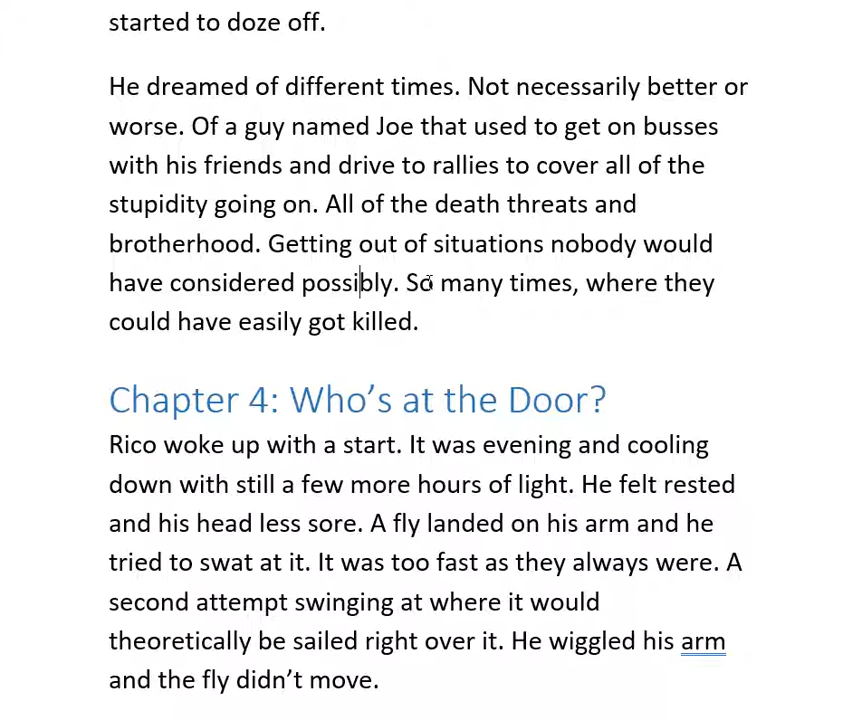 started to doze off.
He dreamed of different times. Not necessarily better or
worse. Of a guy named Joe that used to get on busses
with his friends and drive to rallies to cover all of the
stupidity going on. All of the death threats and
brotherhood. Getting out of situations nobody would
have considered possibly. So many times, where they
could have easily got killed.
Chapter 4: Who’s at the Door?
Rico woke up with a start. It was evening and cooling
down with still a few more hours of light. He felt rested
and his head less sore. A fly landed on his arm and he
tried to swat at it. It was too fast as they always were. A
second attempt swinging at where it would
theoretically be sailed right over it. He wiggled his arm
and the fly didn’t move.